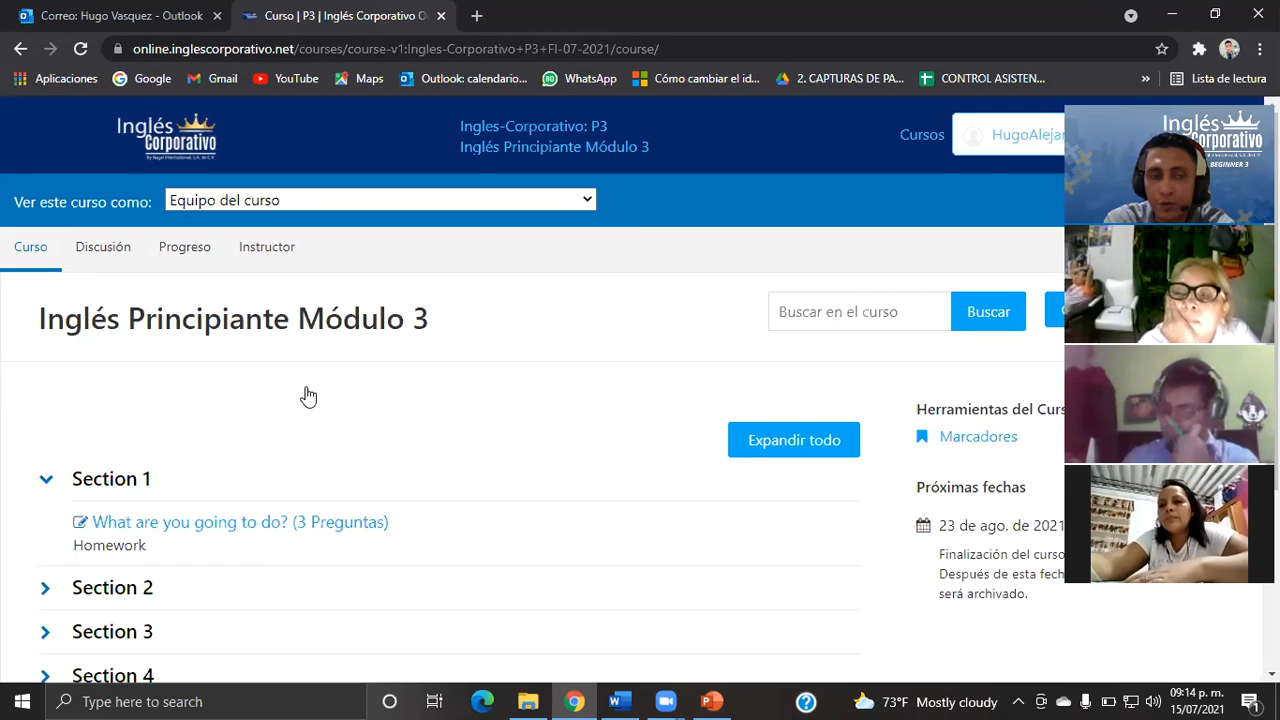 Correo: Hugo Vasquez - Outlook
Curso | P3 | Inglés Corporativo O
online.inglescorporativo.net/courses/course-v1:Ingles-Corporativo+P3+FI-07-2021/course/
Aplicaciones
Google
Gmail
YouTube
Maps
Outlook: calendario...
WhatsApp
Cómo cambiar el id...
2. CAPTURAS DE PA...
CONTROL ASISTEN...
»
Lista de lectura
Inglés
Corporativo
Ingles-Corporativo: P3
Inglés Principiante Módulo 3
Cursos
HugoAlejar
Inglés
Corporativo
BEGINNER 3
Ver este curso como:
Equipo del curso
Curso
Discusión
Progreso
Instructor
Inglés Principiante Módulo 3
Buscar en el curso
Buscar
Expandir todo
Herramientas del Cur
Marcadores
Section 1
What are you going to do? (3 Preguntas)
Homework
Próximas fechas
23 de ago. de 2021
Finalización del curso
Después de esta fech
será archivado.
Section 2
Section 3
Section 4
Type here to search
73°F Mostly cloudy
09:14 p. m.
15/07/2021